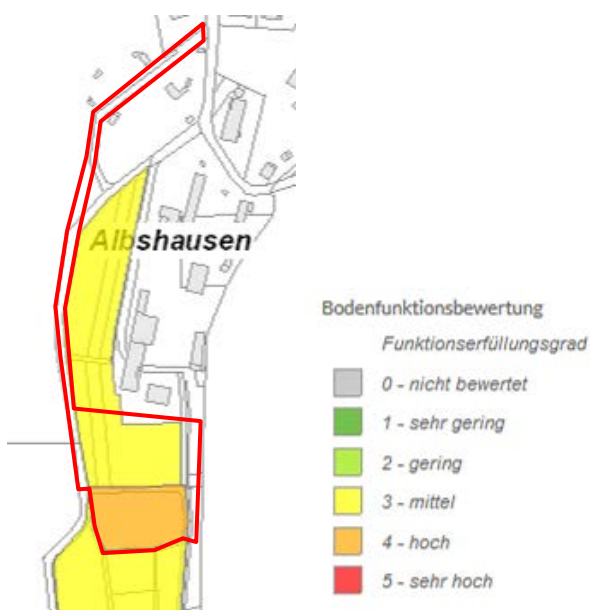 Albshausen
Bodenfunktionsbewertung
Funktionserfüllungsgrad
0 - nicht bewertet
1 - sehr gering
2 - gering
3 - mittel
4 - hoch
5 - sehr hoch